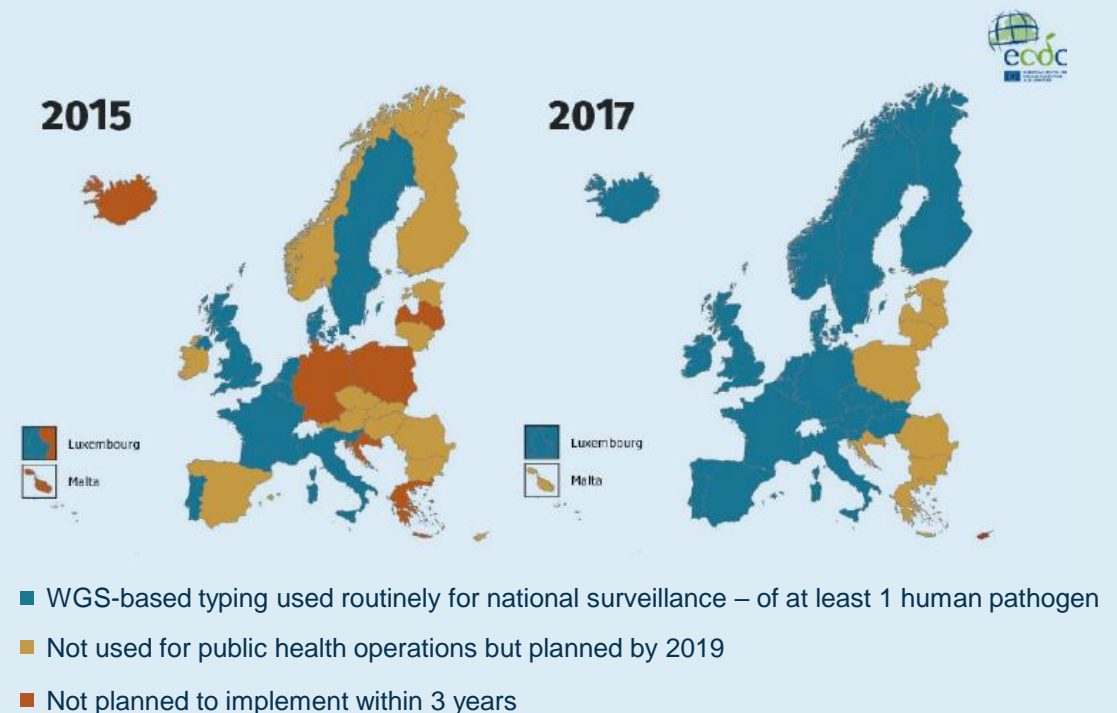 ecdc
2015
2017
Luxembourg
Malta
Luxembourg
Malta
WGS-based typing used routinely for national surveillance – of at least 1 human pathogen
Not used for public health operations but planned by 2019
Not planned to implement within 3 years